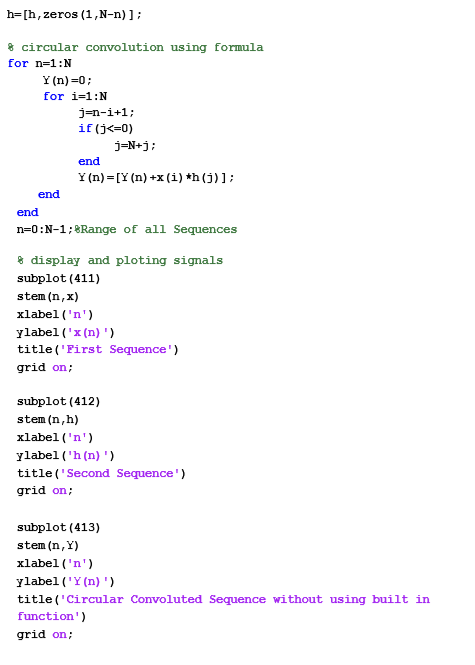 h=[h,zeros(1,N-n)];
% circular convolution using formula
for n=1:N
Y(n)=0;
for i=1:N
j=n-i+1;
if(j<=0)
j=N+j;
end
Y(n)=[Y(n)+x(i)*h(j)];
end
end
n=0:N-1;%Range of all Sequences
% display and ploting signals
subplot(411)
stem(n,x)
xlabel('n')
ylabel('x(n)')
title('First Sequence')
grid on;
subplot(412)
stem(n,h)
xlabel('n')
ylabel('h(n)')
title('Second Sequence')
grid on;
subplot(413)
stem(n,Y)
xlabel('n')
ylabel('Y(n)')
title('Circular Convoluted Sequence without using built in
function')
grid on;